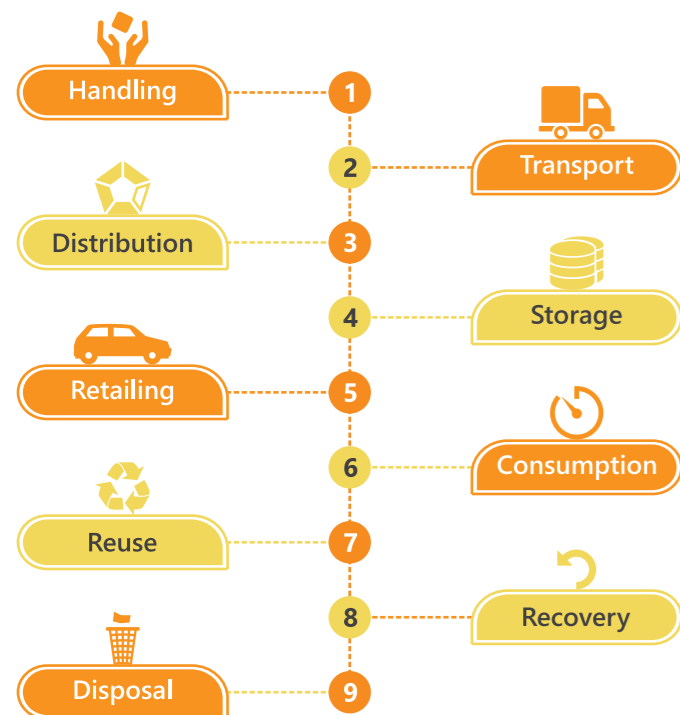 Handling
1
2
Transport
Distribution
3
4
Storage
Retailing
5
6
Consumption
Reuse
7
8
Recovery
Disposal
9